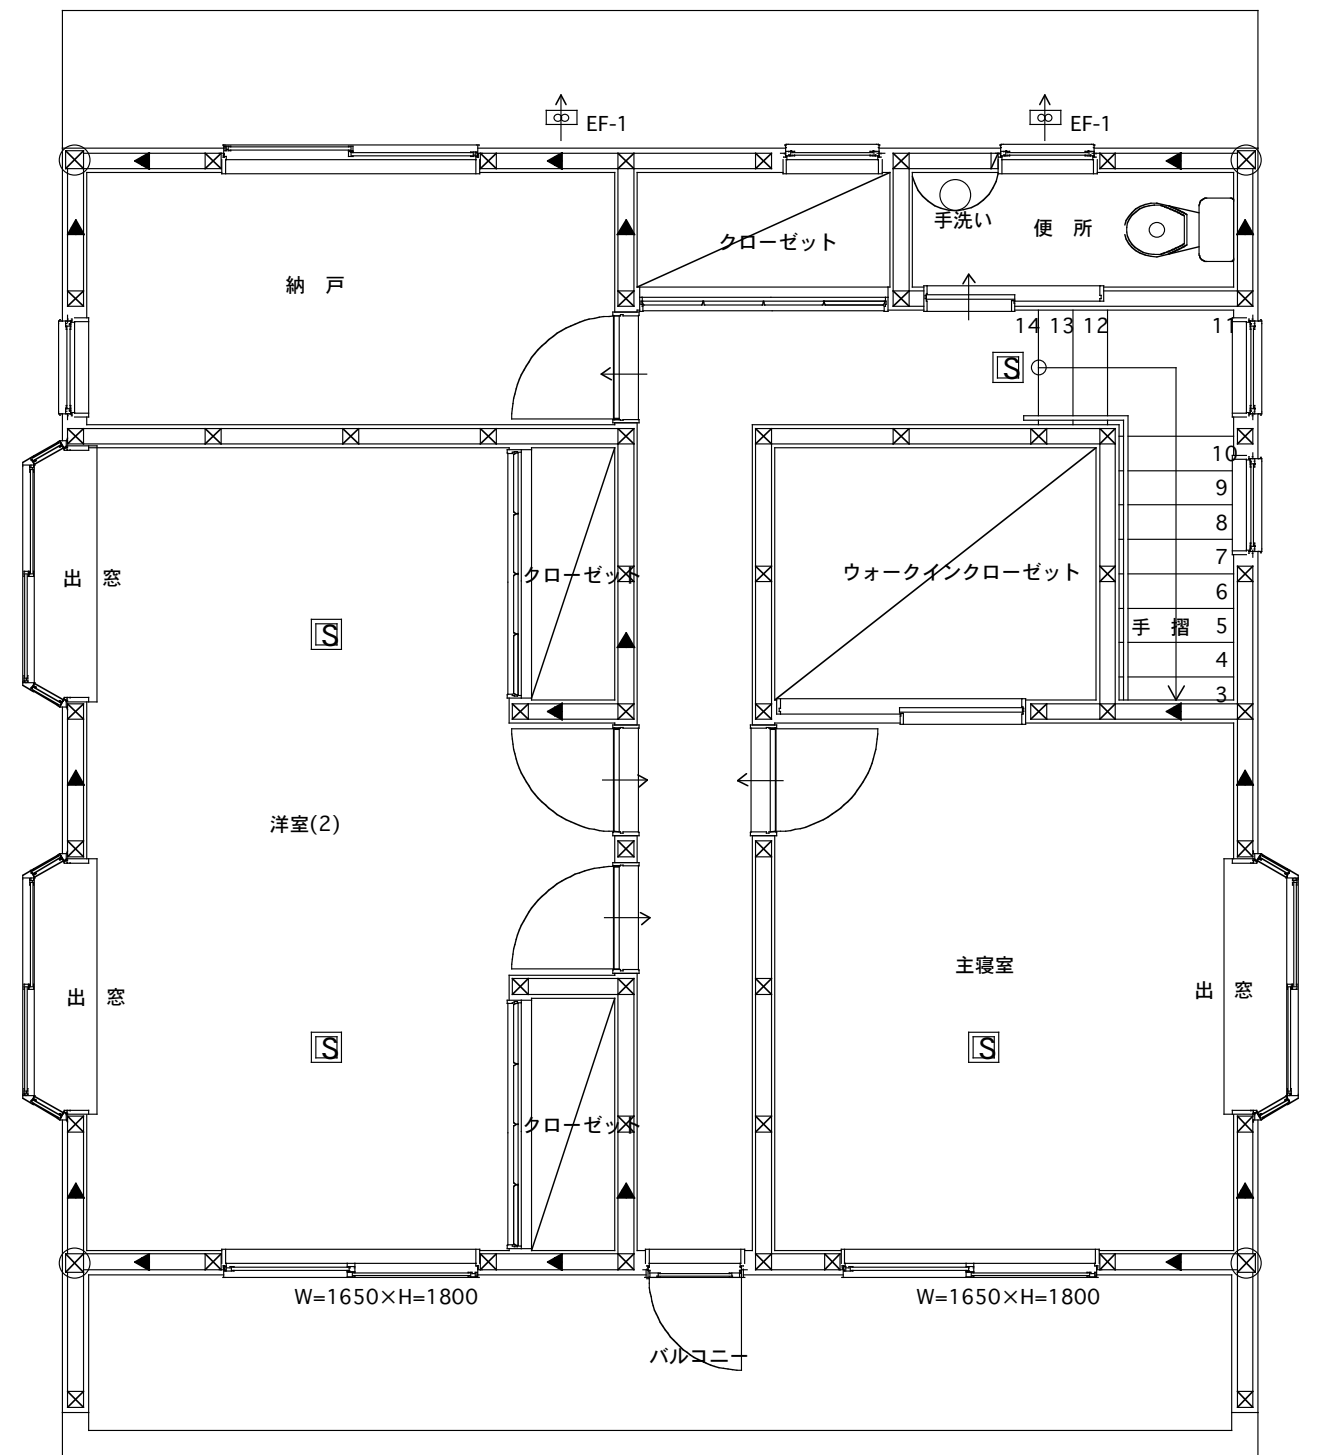 EF-1
EF-1
手洗い
便 所
クローゼット
納 戸
14
13
12
11
S
10
9
8
7
6
手 摺
5
4
3
出 窓
クローゼット
ウォークインクローゼット
S
洋室(2)
主寝室
出 窓
出 窓
S
S
クローゼット
W=1650×H=1800
W=1650×H=1800
バルコニー